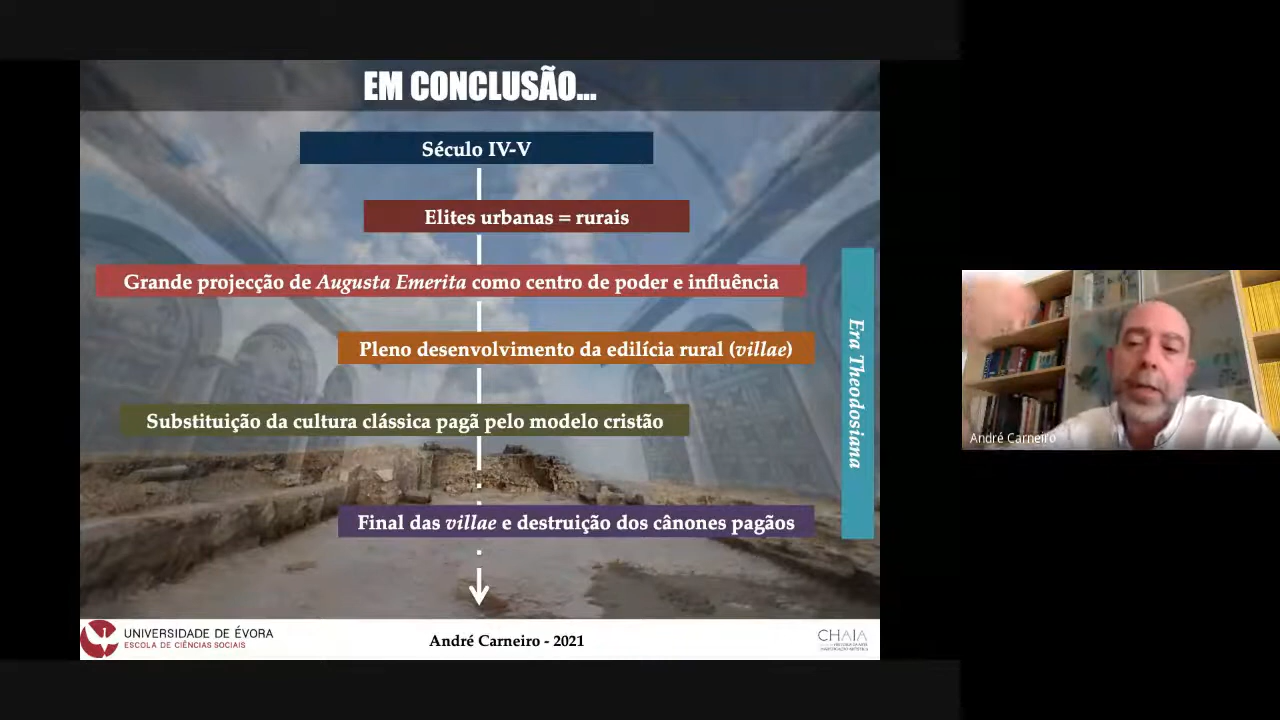 EM CONCLUSÃO...
Século IV-V
Elites urbanas = rurais
Grande projecção de Augusta Emerita como centro de poder e influência
Pleno desenvolvimento da edilícia rural (villae)
Era Theodosiana
Substituição da cultura clássica pagã pelo modelo cristão
Final das villae e destruição dos cânones pagãos
UNIVERSIDADE DE ÉVORA
ESCOLA DE CIÊNCIAS SOCIAIS
André Carneiro - 2021
CHAIA
André Carneiro